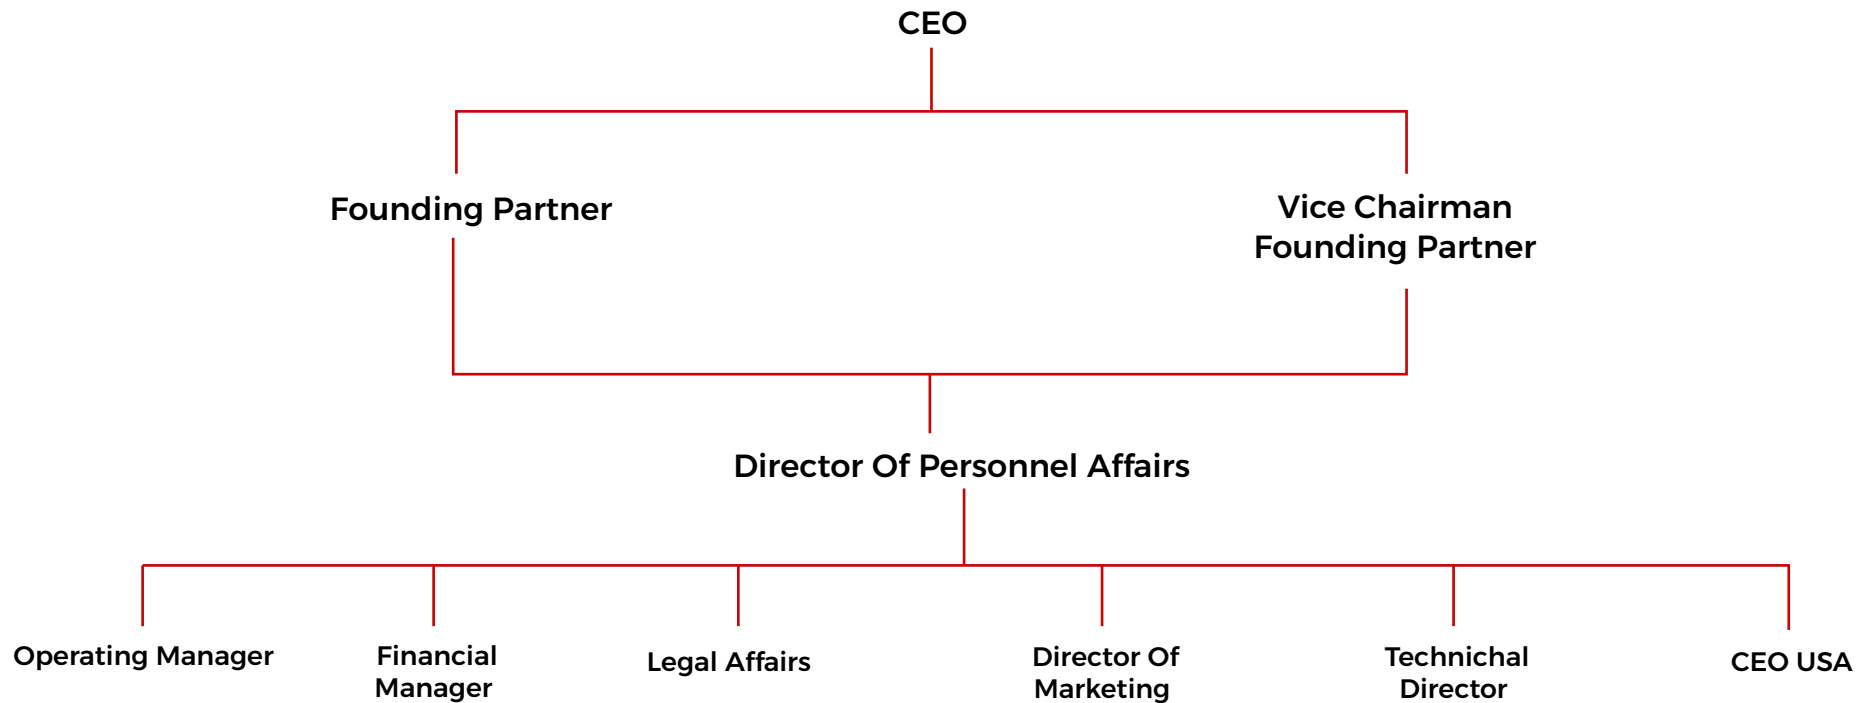 CEO
Founding Partner
Vice Chairman
Founding Partner
Director Of Personnel Affairs
Operating Manager
Financial
Manager
Legal Affairs
Director Of
Marketing
Technichal
Director
CEO USA